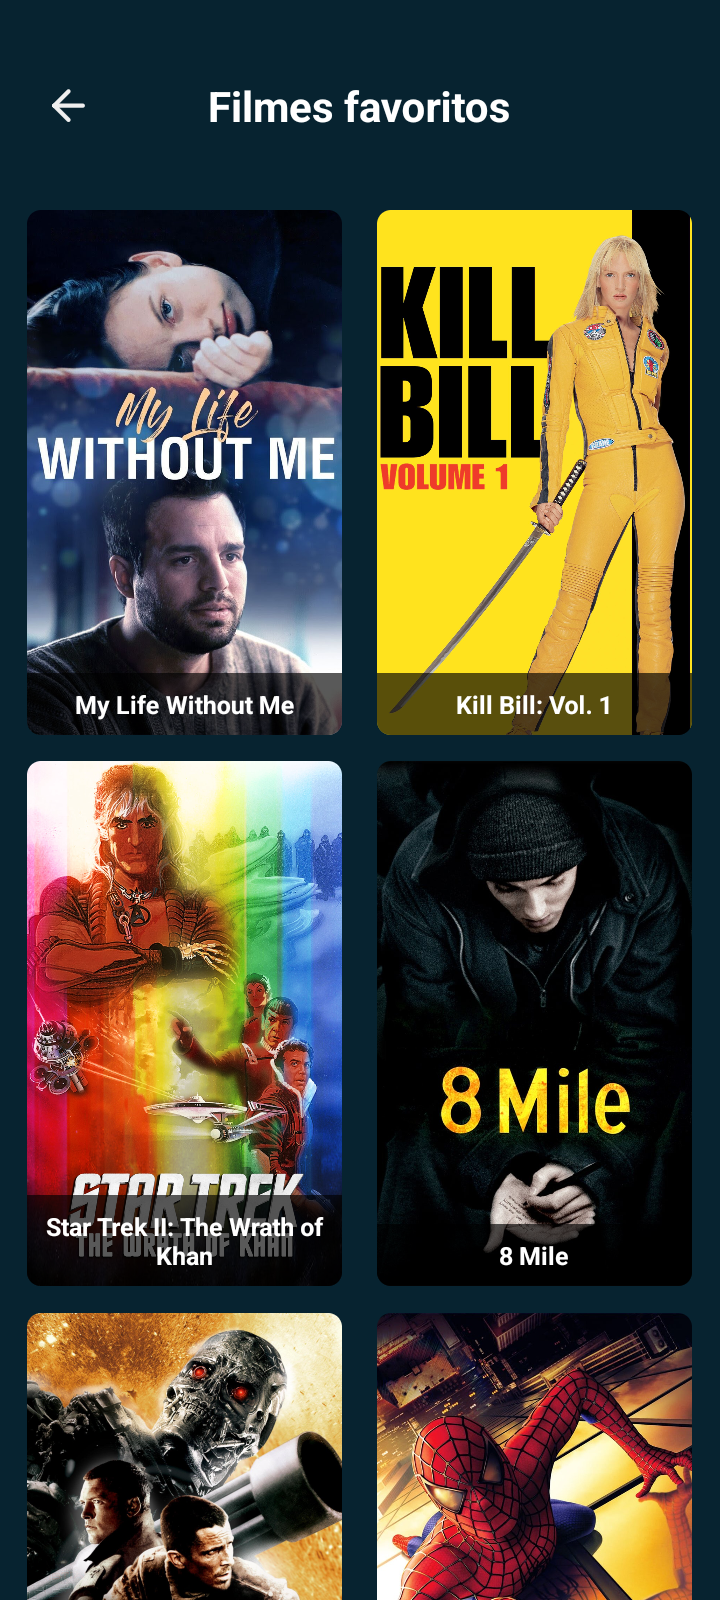 Filmes favoritos
My Life
WITHOUT ME
My Life Without Me
KILL
BILL
VOLUME 1
Kill Bill: Vol. 1
STAR TREK
THE WRATH OF KHAN
Star Trek II: The Wrath of
Khan
8 Mile
8 Mile